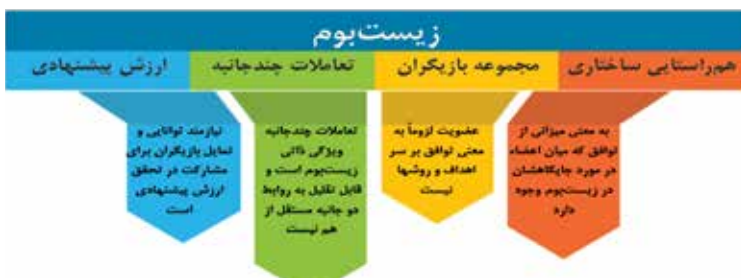 زیست‌بوم
هم‌راستایی ساختاری
مجموعه بازیگران
تعاملات چندجانبه
ارزش پیشنهادی
به معنی میزانی از
توافق که میان اعضاء
در مورد جایگاهشان
در زیست‌بوم وجود
دارد
عضویت لزوماً به
معنی توافق بر سر
اهداف و روشها
نیست
تعاملات چندجانبه
ویژگی ذاتی
زیست‌بوم است و
قابل تقلیل به روابط
دو جانبه مستقل از
هم نیست
نیازمند توانایی و
تمایل بازیگران برای
مشارکت در تحقق
ارزش پیشنهادی
است